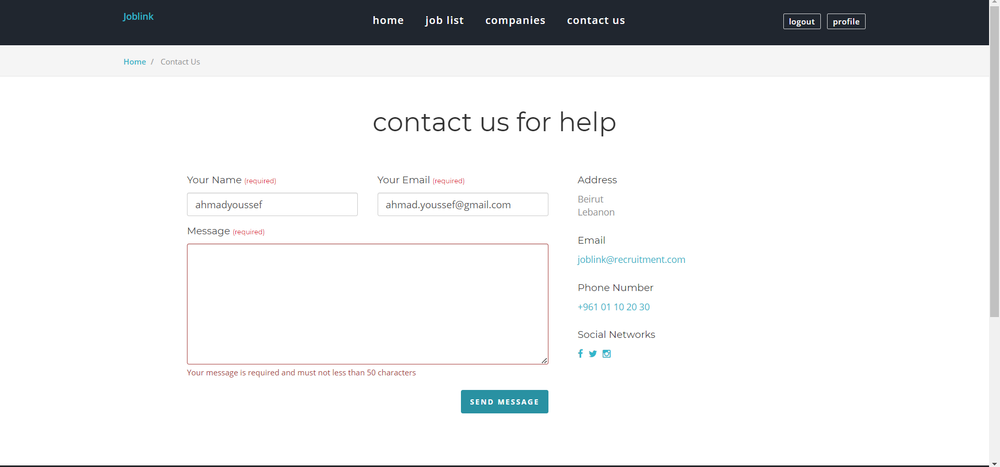 Joblink
home job list companies contact us
logout profile
Home / Contact Us
contact us for help
Your Name (required)
ahmadyoussef
Your Email (required)
ahmad.youssef@gmail.com
Message (required)
Your message is required and must not less than 50 characters
SEND MESSAGE
Address
Beirut
Lebanon
Email
joblink@recruitment.com
Phone Number
+961 01 10 20 30
Social Networks